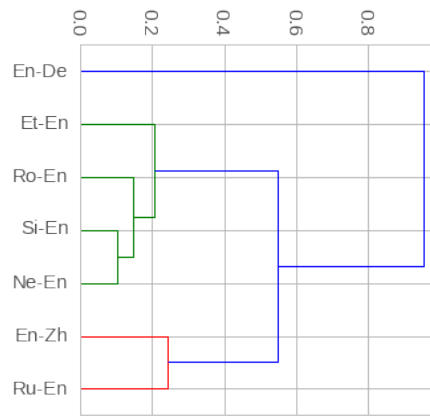 0.0 0.2 0.4 0.6 0.8
En-De
Et-En
Ro-En
Si-En
Ne-En
En-Zh
Ru-En